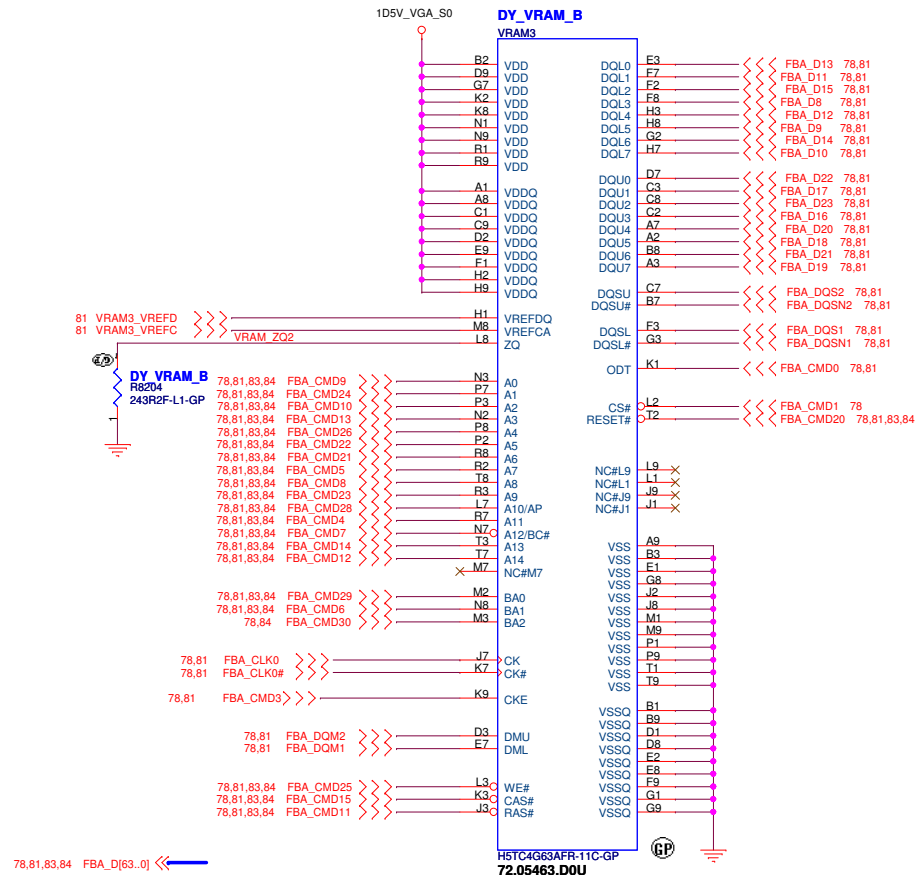 1D5V_VGA_S0
DY_VRAM_B
VRAM3
B2 VDD
D9 VDD
G7 VDD
K2 VDD
K8 VDD
N1 VDD
N9 VDD
R1 VDD
R9 VDD
A1 VDDQ
A8 VDDQ
C1 VDDQ
C9 VDDQ
D2 VDDQ
E9 VDDQ
F1 VDDQ
H2 VDDQ
H9 VDDQ
81 VRAM3_VREFD H1 VREFDQ
81 VRAM3_VREFC M8 VREFCA
VRAM_ZQ2 L8 ZQ
DY_VRAM_B
R8204
243R2F-L1-GP
1
78,81,83,84 FBA_CMD9 N3 A0
78,81,83,84 FBA_CMD24 P7 A1
78,81,83,84 FBA_CMD10 P3 A2
78,81,83,84 FBA_CMD13 N2 A3
78,81,83,84 FBA_CMD26 P8 A4
78,81,83,84 FBA_CMD22 P2 A5
78,81,83,84 FBA_CMD21 R8 A6
78,81,83,84 FBA_CMD5 R2 A7
78,81,83,84 FBA_CMD8 T8 A8
78,81,83,84 FBA_CMD23 R3 A9
78,81,83,84 FBA_CMD28 L7 A10/AP
78,81,83,84 FBA_CMD4 R7 A11
78,81,83,84 FBA_CMD7 N7 A12/BC#
78,81,83,84 FBA_CMD14 T3 A13
78,81,83,84 FBA_CMD12 T7 A14
M7 NC#M7
78,81,83,84 FBA_CMD29 M2 BA0
78,81,83,84 FBA_CMD6 N8 BA1
78,84 FBA_CMD30 M3 BA2
78,81 FBA_CLK0 J7 CK
78,81 FBA_CLK0# K7 CK#
78,81 FBA_CMD3 K9 CKE
78,81 FBA_DQM2 D3 DMU
78,81 FBA_DQM1 E7 DML
78,81,83,84 FBA_CMD25 L3 WE#
78,81,83,84 FBA_CMD15 K3 CAS#
78,81,83,84 FBA_CMD11 J3 RAS#
DQL0 E3 FBA_D13 78,81
DQL1 F7 FBA_D11 78,81
DQL2 F2 FBA_D15 78,81
DQL3 F8 FBA_D8 78,81
DQL4 H3 FBA_D12 78,81
DQL5 H8 FBA_D9 78,81
DQL6 G2 FBA_D14 78,81
DQL7 H7 FBA_D10 78,81
DQU0 D7 FBA_D22 78,81
DQU1 C3 FBA_D17 78,81
DQU2 C8 FBA_D23 78,81
DQU3 C2 FBA_D16 78,81
DQU4 A7 FBA_D20 78,81
DQU5 A2 FBA_D18 78,81
DQU6 B8 FBA_D21 78,81
DQU7 A3 FBA_D19 78,81
DQSU C7 FBA_DQS2 78,81
DQSU# B7 FBA_DQSN2 78,81
DQSL F3 FBA_DQS1 78,81
DQSL# G3 FBA_DQSN1 78,81
ODT K1 FBA_CMD0 78,81
CS# L2 FBA_CMD1 78
RESET# T2 FBA_CMD20 78,81,83,84
NC#L9 L9
NC#L1 L1
NC#J9 J9
NC#J1 J1
VSS A9
VSS B3
VSS E1
VSS G8
VSS J2
VSS J8
VSS M1
VSS M9
VSS P1
VSS P9
VSS T1
VSS T9
VSSQ B1
VSSQ B9
VSSQ D1
VSSQ D8
VSSQ E2
VSSQ E8
VSSQ F9
VSSQ G1
VSSQ G9
GP
H5TC4G63AFR-11C-GP
72.05463.D0U
78,81,83,84 FBA_D[63..0]